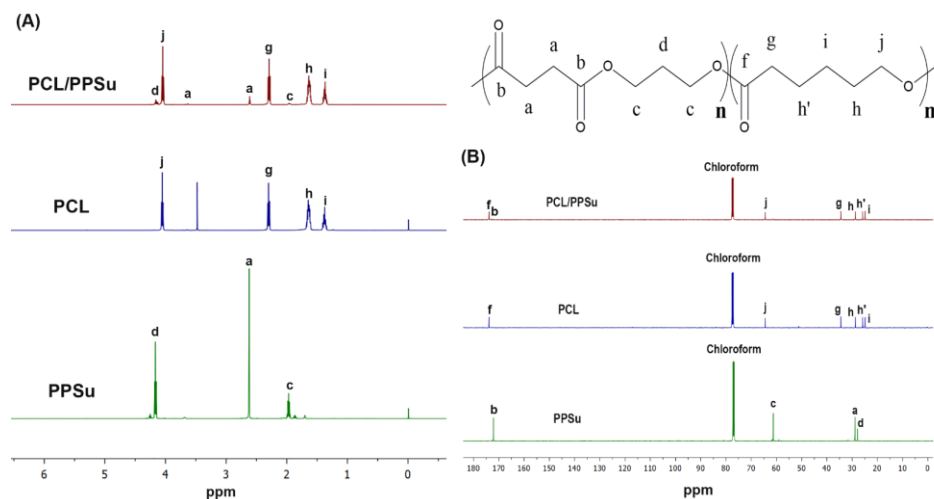 (A)
j
g
h
i
PCL/PPSu
d
a
a
c
j
g
h
i
PCL
a
d
c
PPSu
6 5 4 3 2 1 0
ppm
O
a
b
O
d
O
f
g
i
j
b
a
O
c
c
n
O
h'
h
O
n
(B)
Chloroform
PCL/PPSu
f
b
j
g
h
h'
i
Chloroform
PCL
f
j
g
h
h'
i
Chloroform
PPSu
b
c
a
d
180 170 160 150 140 130 120 110 100 90 80 70 60 50 40 30 20 10 0
ppm